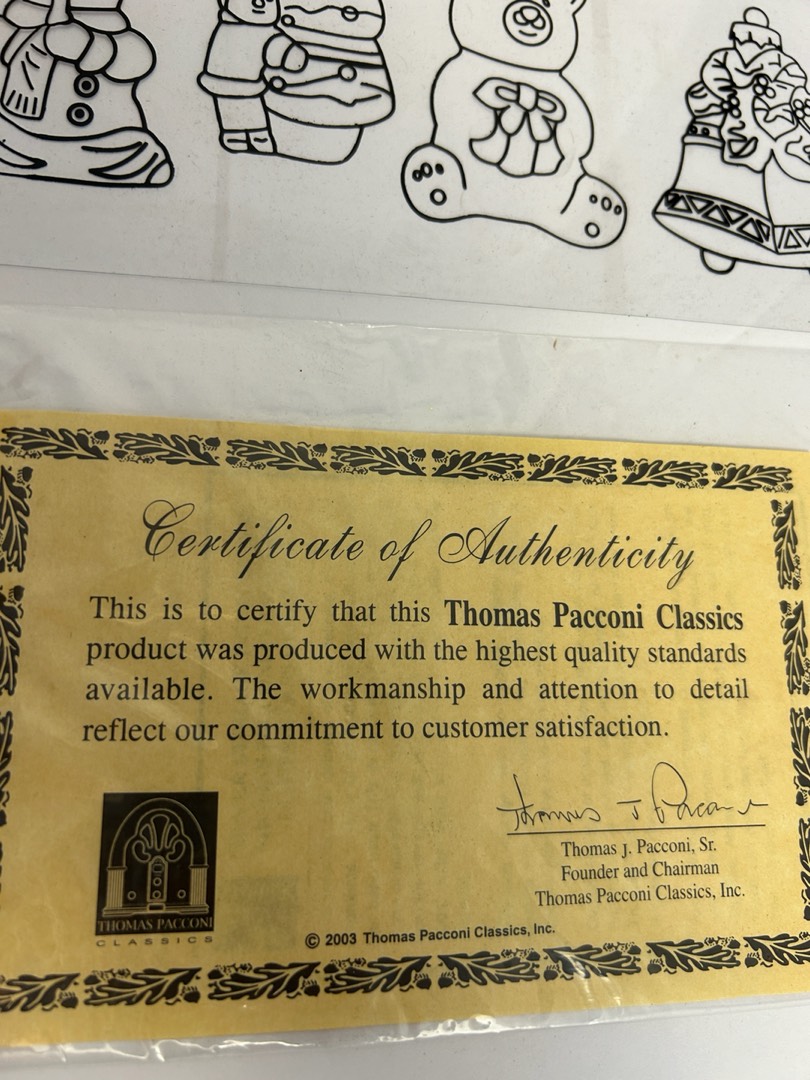 Certificate of Authenticity
This is to certify that this Thomas Pacconi Classics
product was produced with the highest quality standards
available. The workmanship and attention to detail
reflect our commitment to customer satisfaction.
Thomas J Pacconi
Thomas J. Pacconi, Sr.
Founder and Chairman
Thomas Pacconi Classics, Inc.
THOMAS PACCONI
CLASSICS
© 2003 Thomas Pacconi Classics, Inc.